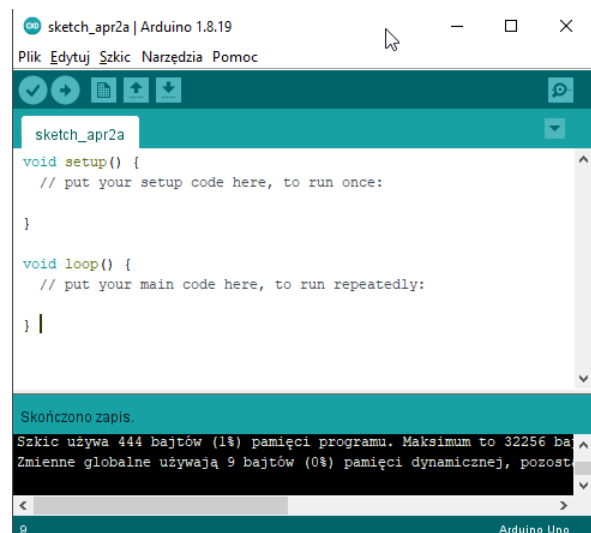 sketch_apr2a | Arduino 1.8.19
Plik Edytuj Szkic Narzędzia Pomoc
sketch_apr2a
void setup() {
  // put your setup code here, to run once:
}
void loop() {
  // put your main code here, to run repeatedly:
}
Skończono zapis.
Szkic używa 444 bajtów (1%) pamięci programu. Maksimum to 32256
Zmienne globalne używają 9 bajtów (0%) pamięci dynamicznej,
9 Arduino Uno